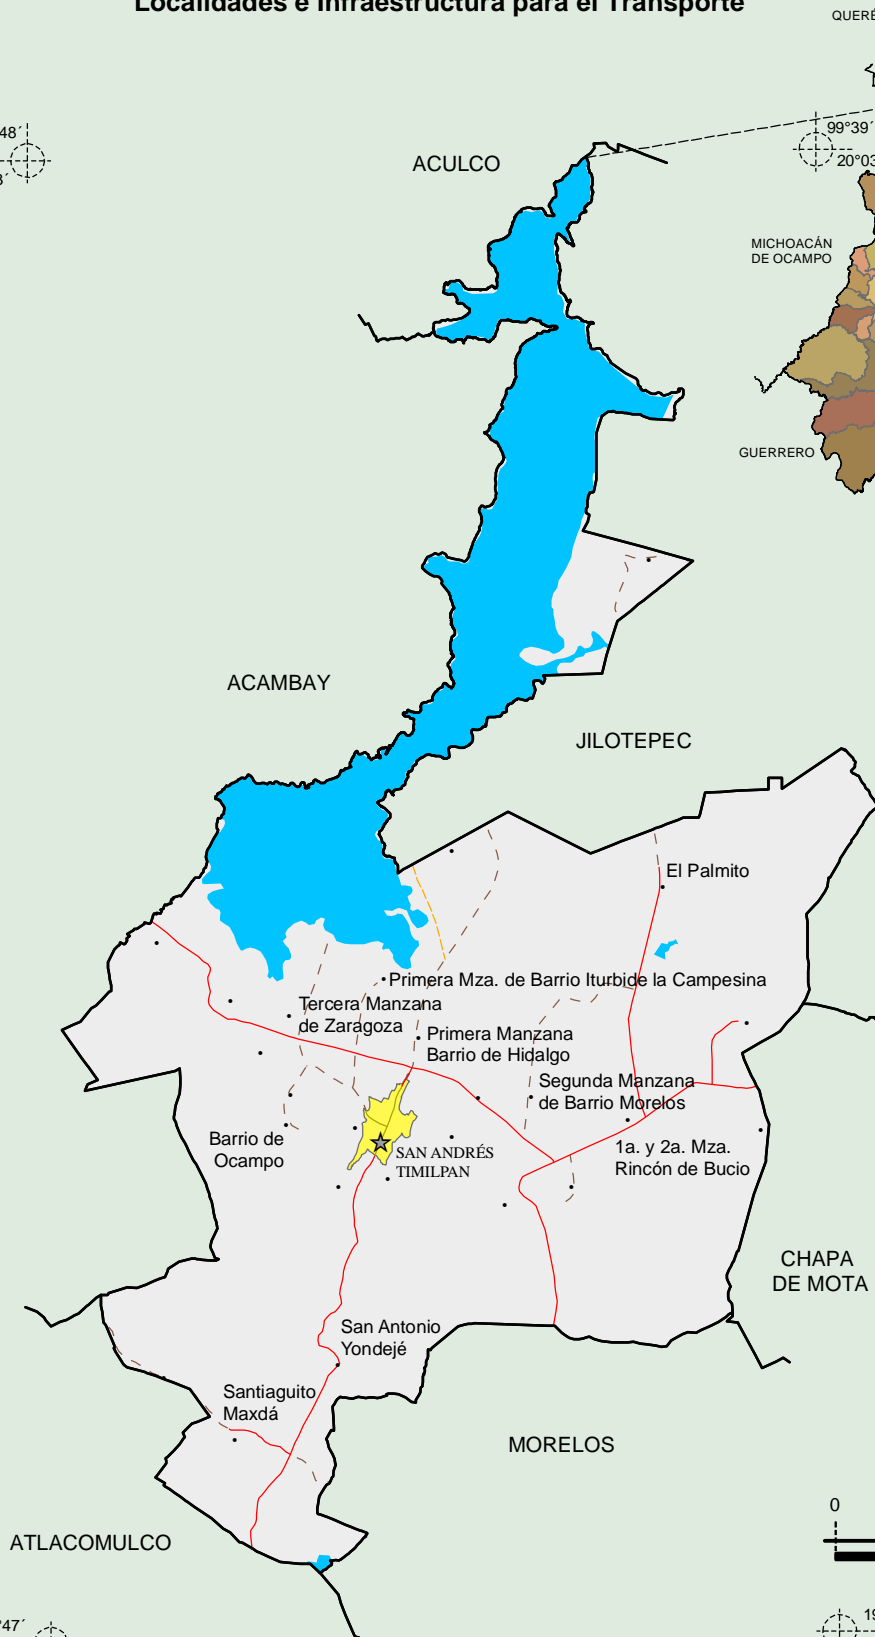 Localidades e Infraestructura para el Transporte
48´
99°39´
20°03
ACULCO
MICHOACÁN
DE OCAMPO
GUERRERO
ACAMBAY
JILOTEPEC
El Palmito
Primera Mza. de Barrio Iturbide la Campesina
Tercera Manzana
de Zaragoza
Primera Manzana
Barrio de Hidalgo
Segunda Manzana
de Barrio Morelos
Barrio de
Ocampo
SAN ANDRÉS
TIMILPAN
1a. y 2a. Mza.
Rincón de Bucio
CHAPA
DE MOTA
San Antonio
Yondejé
Santiaguito
Maxdá
MORELOS
0
ATLACOMULCO
°47´
19